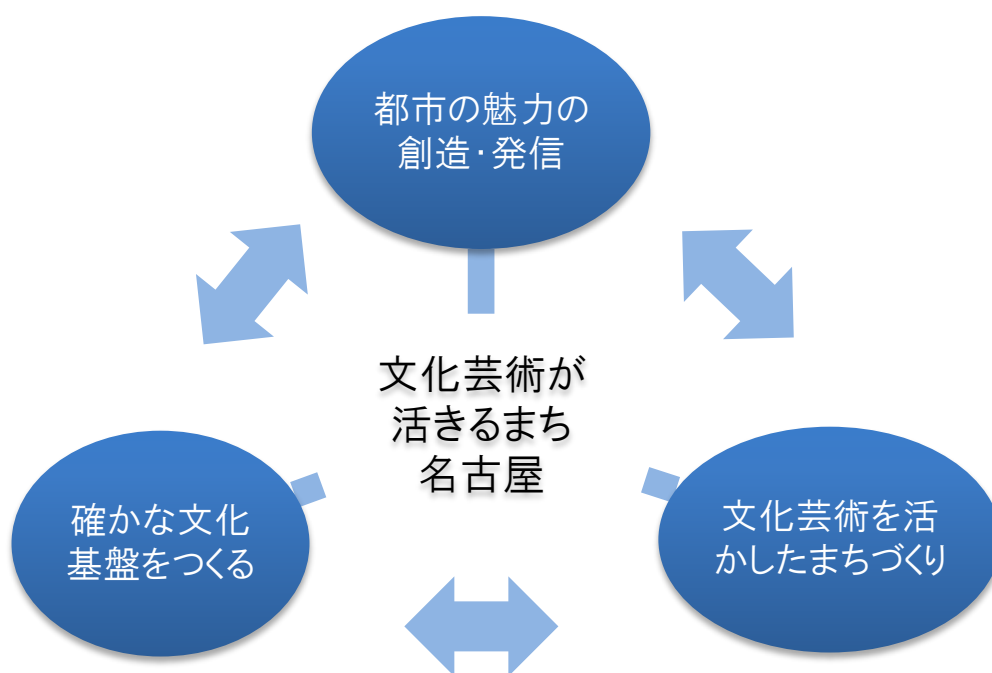 都市の魅力の
創造・発信
文化芸術が
活きるまち
名古屋
確かな文化
基盤をつくる
文化芸術を活
かしたまちづくり